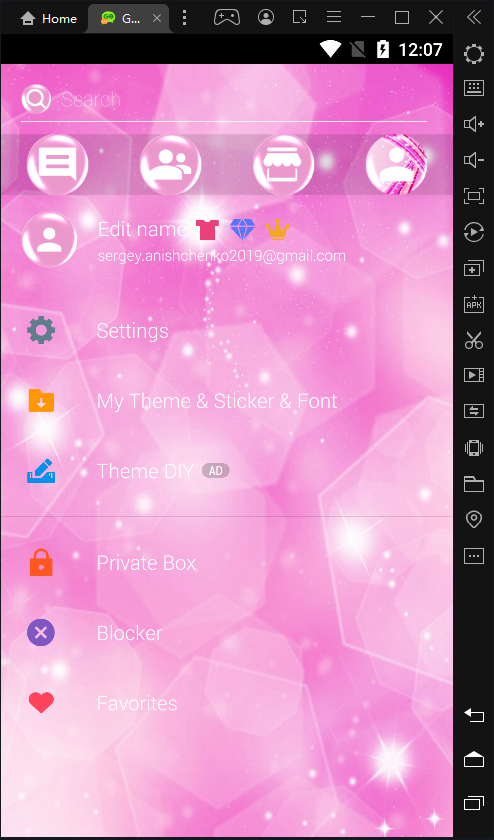 Home
G...
12:07
Search
Edit name
sergey.anishchenko2019@gmail.com
Settings
My Theme & Sticker & Font
Theme DIY AD
Private Box
Blocker
Favorites
APK